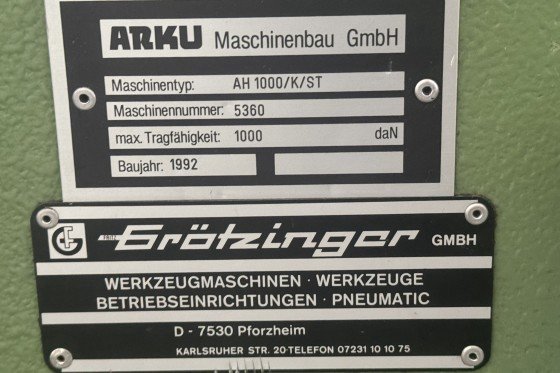 ARKU Maschinenbau GmbH
Maschinentyp: AH 1000/K/ST
Maschinennummer: 5360
max. Tragfähigkeit: 1000 daN
Baujahr: 1992
FRITZ Grötzinger GMBH
WERKZEUGMASCHINEN · WERKZEUGE
BETRIEBSEINRICHTUNGEN · PNEUMATIC
D - 7530 Pforzheim
KARLSRUHER STR. 20 · TELEFON 07231 10 10 75